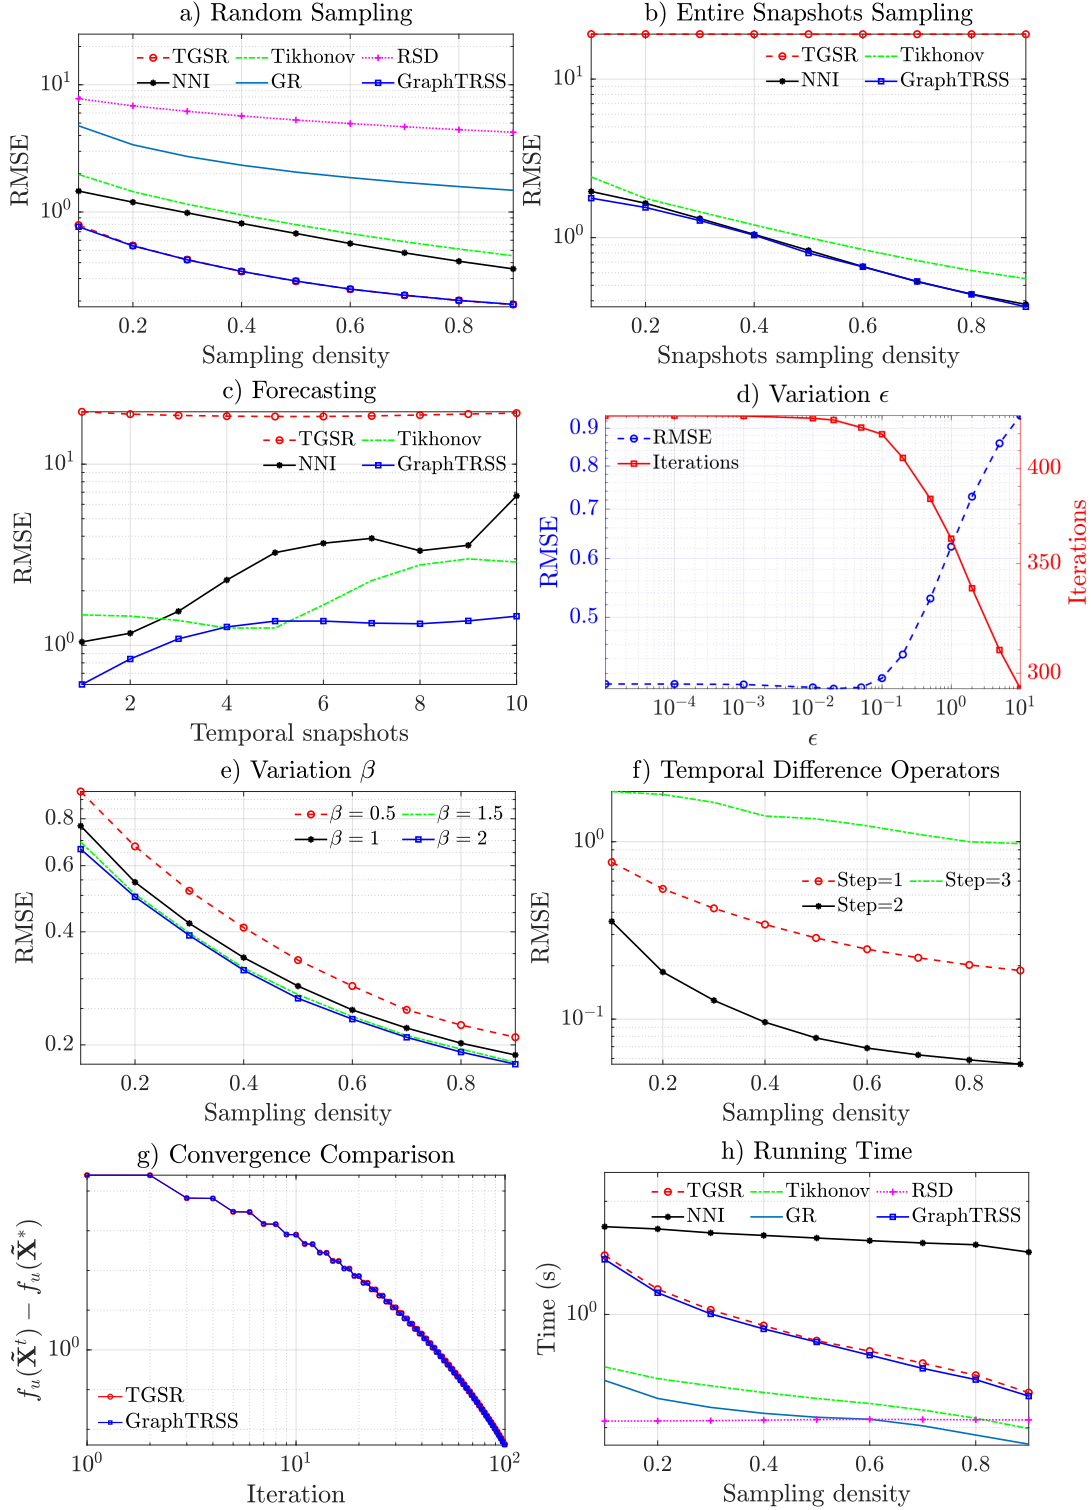 a) Random Sampling
TGSR Tikhonov RSD
NNI GR GraphTRSS
RMSE
10^1
10^0
0.2 0.4 0.6 0.8
Sampling density
b) Entire Snapshots Sampling
TGSR Tikhonov
NNI GraphTRSS
RMSE
10^1
10^0
0.2 0.4 0.6 0.8
Snapshots sampling density
c) Forecasting
TGSR Tikhonov
NNI GraphTRSS
RMSE
10^1
10^0
2 4 6 8 10
Temporal snapshots
d) Variation ϵ
RMSE
Iterations
RMSE
0.9
0.8
0.7
0.6
0.5
400
350
300
Iterations
10^-4 10^-3 10^-2 10^-1 10^0 10^1
ϵ
e) Variation β
β = 0.5 β = 1.5
β = 1 β = 2
RMSE
0.8
0.6
0.4
0.2
0.2 0.4 0.6 0.8
Sampling density
f) Temporal Difference Operators
Step=1 Step=3
Step=2
RMSE
10^0
10^-1
0.2 0.4 0.6 0.8
Sampling density
g) Convergence Comparison
f_u(X̃^t) − f_u(X̃^*)
10^0
TGSR
GraphTRSS
10^0 10^1 10^2
Iteration
h) Running Time
TGSR Tikhonov RSD
NNI GR GraphTRSS
Time (s)
10^0
0.2 0.4 0.6 0.8
Sampling density